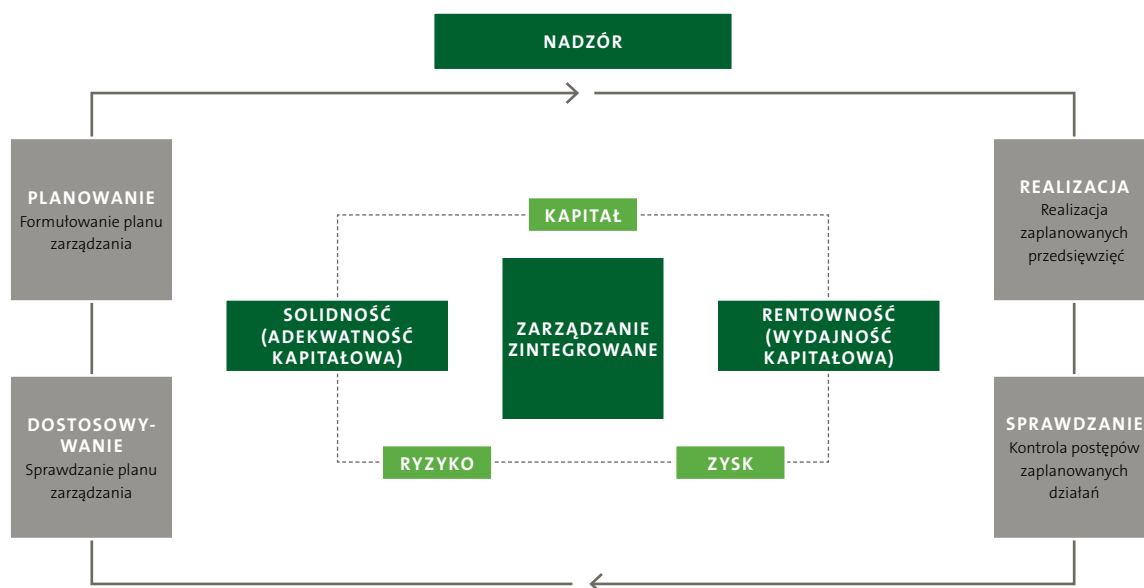 NADZÓR
PLANOWANIE
Formułowanie planu
zarządzania
REALIZACJA
Realizacja
zaplanowanych
przedsięwzięć
KAPITAŁ
SOLIDNOŚĆ
(ADEKWATNOŚĆ
KAPITAŁOWA)
ZARZĄDZANIE
ZINTEGROWANE
RENTOWNOŚĆ
(WYDAJNOŚĆ
KAPITAŁOWA)
DOSTOSOWY-
WANIE
Sprawdzanie planu
zarządzania
RYZYKO
ZYSK
SPRAWDZANIE
Kontrola postępów
zaplanowanych
działań